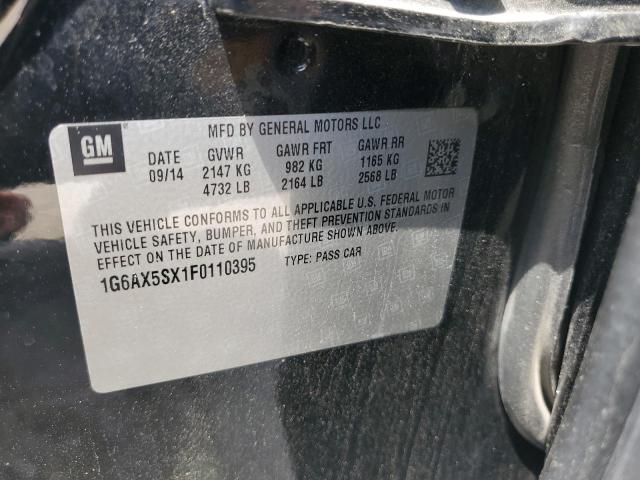 GM
MFD BY GENERAL MOTORS LLC
DATE GVWR GAWR FRT GAWR RR
09/14 2147 KG 982 KG 1165 KG
4732 LB 2164 LB 2568 LB
THIS VEHICLE CONFORMS TO ALL APPLICABLE U.S. FEDERAL MOTOR
VEHICLE SAFETY, BUMPER, AND THEFT PREVENTION STANDARDS IN
EFFECT ON THE DATE OF MANUFACTURE SHOWN ABOVE.
1G6AX5SX1F0110395 TYPE: PASS CAR